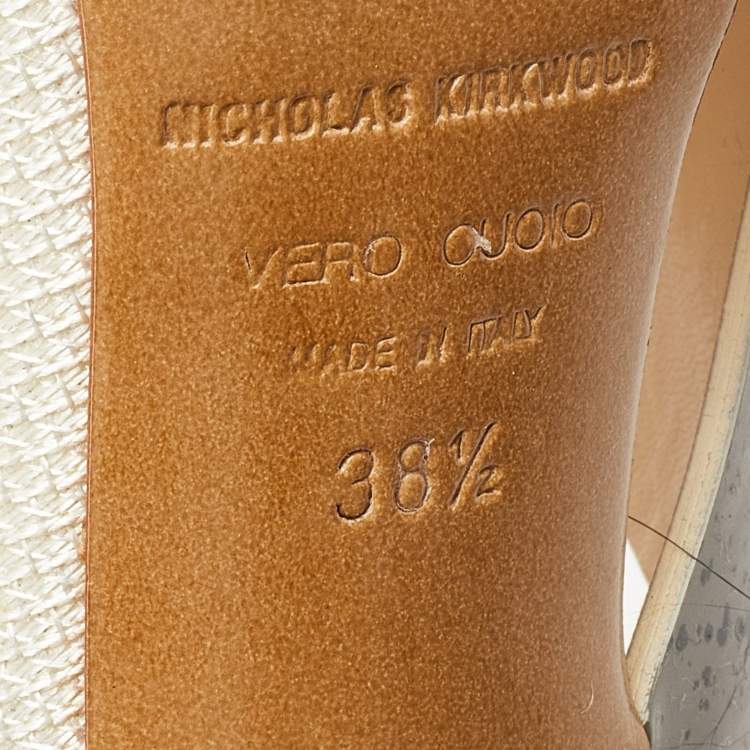 NICHOLAS KIRKWOOD
VERO CUOIO
MADE IN ITALY
38½